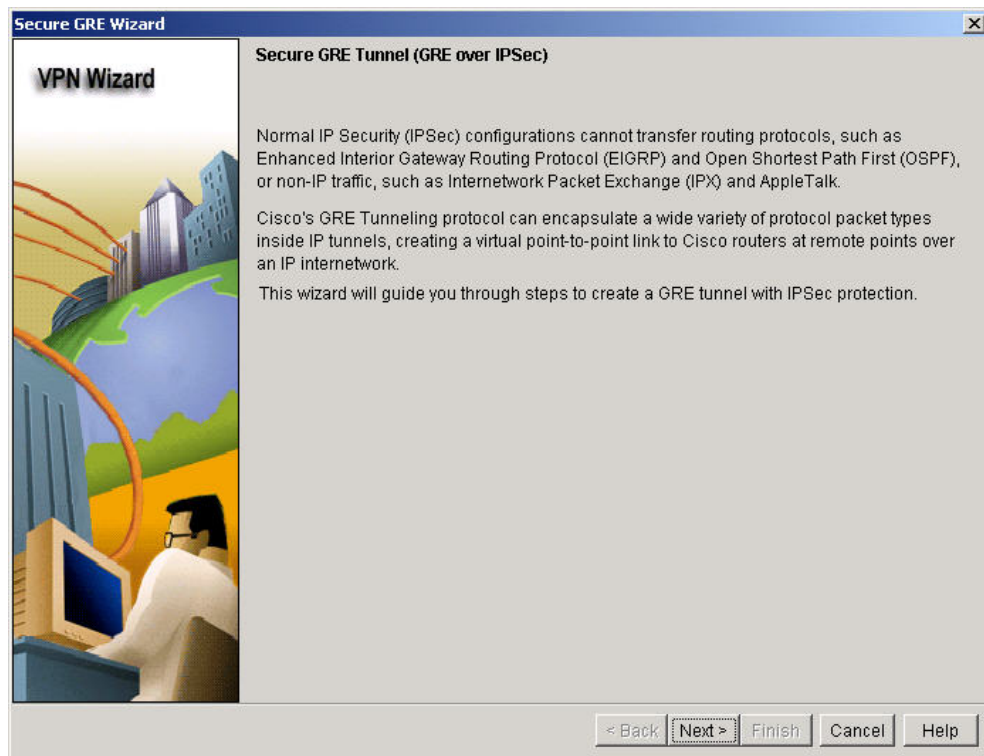 Secure GRE Wizard
VPN Wizard
Secure GRE Tunnel (GRE over IPSec)
Normal IP Security (IPSec) configurations cannot transfer routing protocols, such as
Enhanced Interior Gateway Routing Protocol (EIGRP) and Open Shortest Path First (OSPF),
or non-IP traffic, such as Internetwork Packet Exchange (IPX) and AppleTalk.
Cisco's GRE Tunneling protocol can encapsulate a wide variety of protocol packet types
inside IP tunnels, creating a virtual point-to-point link to Cisco routers at remote points over
an IP internetwork.
This wizard will guide you through steps to create a GRE tunnel with IPSec protection.
< Back Next > Finish Cancel Help